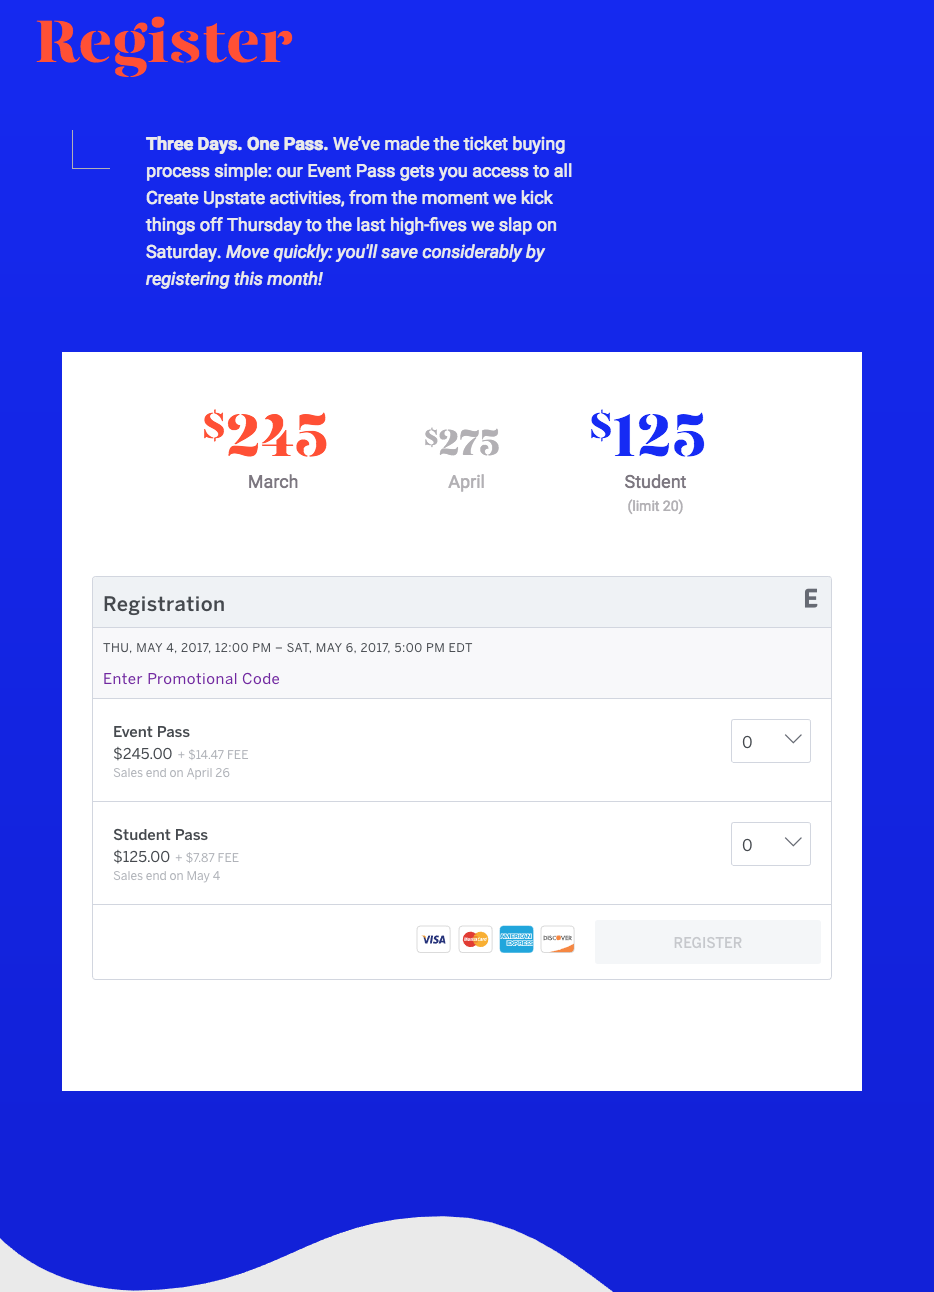 Register
Three Days. One Pass. We’ve made the ticket buying
process simple: our Event Pass gets you access to all
Create Upstate activities, from the moment we kick
things off Thursday to the last high-fives we slap on
Saturday. Move quickly: you'll save considerably by
registering this month!
$245 $275 $125
March April Student
(limit 20)
Registration E
THU, MAY 4, 2017, 12:00 PM – SAT, MAY 6, 2017, 5:00 PM EDT
Enter Promotional Code
Event Pass
$245.00 + $14.47 FEE 0
Sales end on April 26
Student Pass
$125.00 + $7.87 FEE 0
Sales end on May 4
VISA MasterCard AMERICAN EXPRESS DISCOVER REGISTER